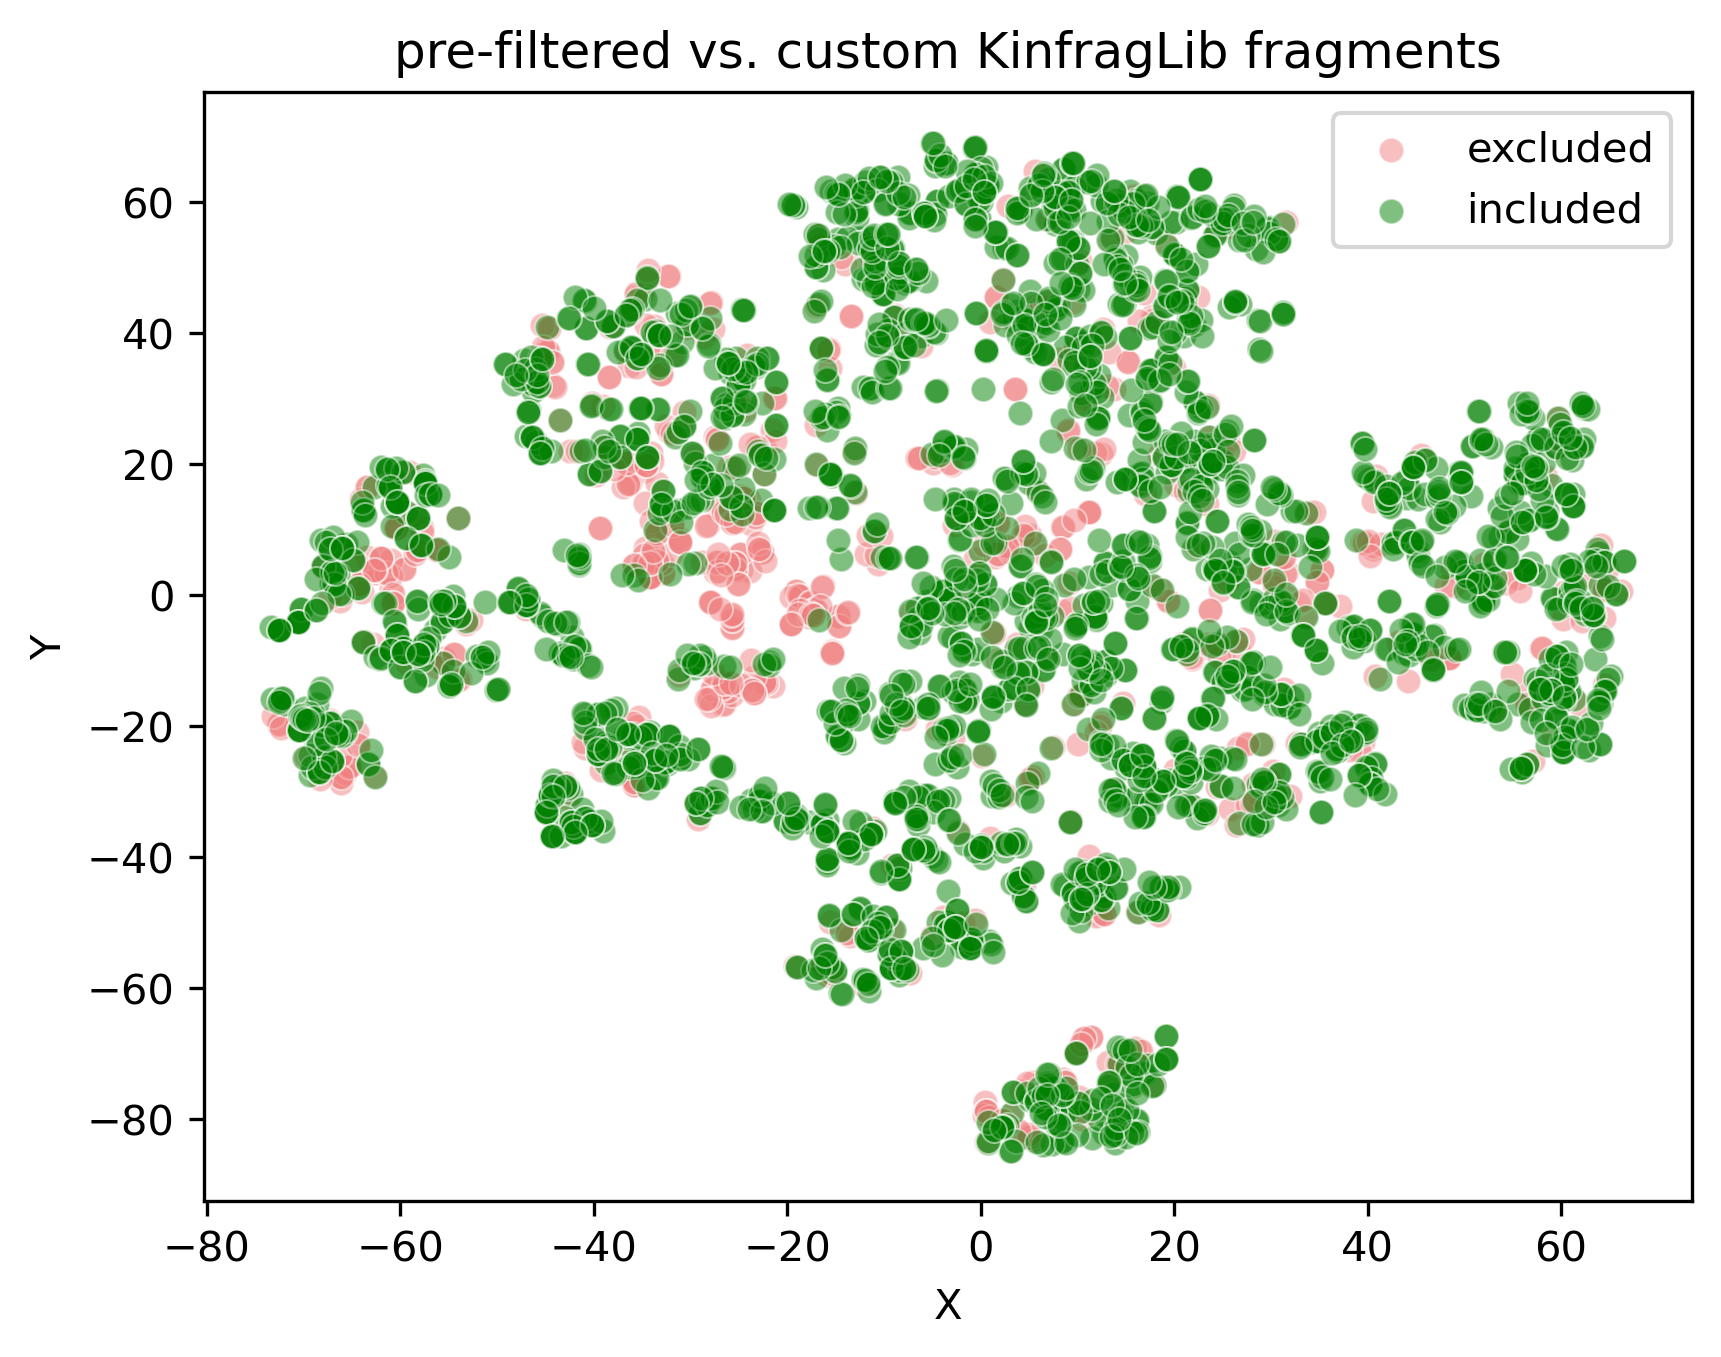 pre-filtered vs. custom KinfragLib fragments
excluded
included
60
40
20
0
−20
−40
−60
−80
Y
−80 −60 −40 −20 0 20 40 60
X